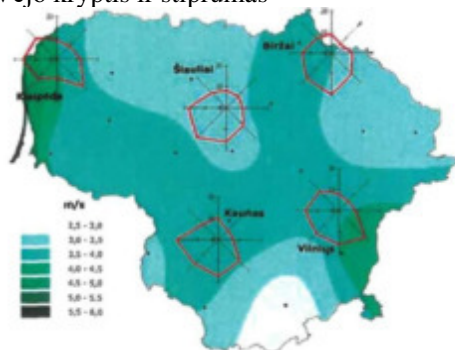 Vėjo kryptis ir stiprumas
Biržai
Šiauliai
Klaipėda
Kaunas
Vilnius
m/s
2,5 - 3,0
3,0 - 3,5
3,5 - 4,0
4,0 - 4,5
4,5 - 5,0
5,0 - 5,5
5,5 - 6,0